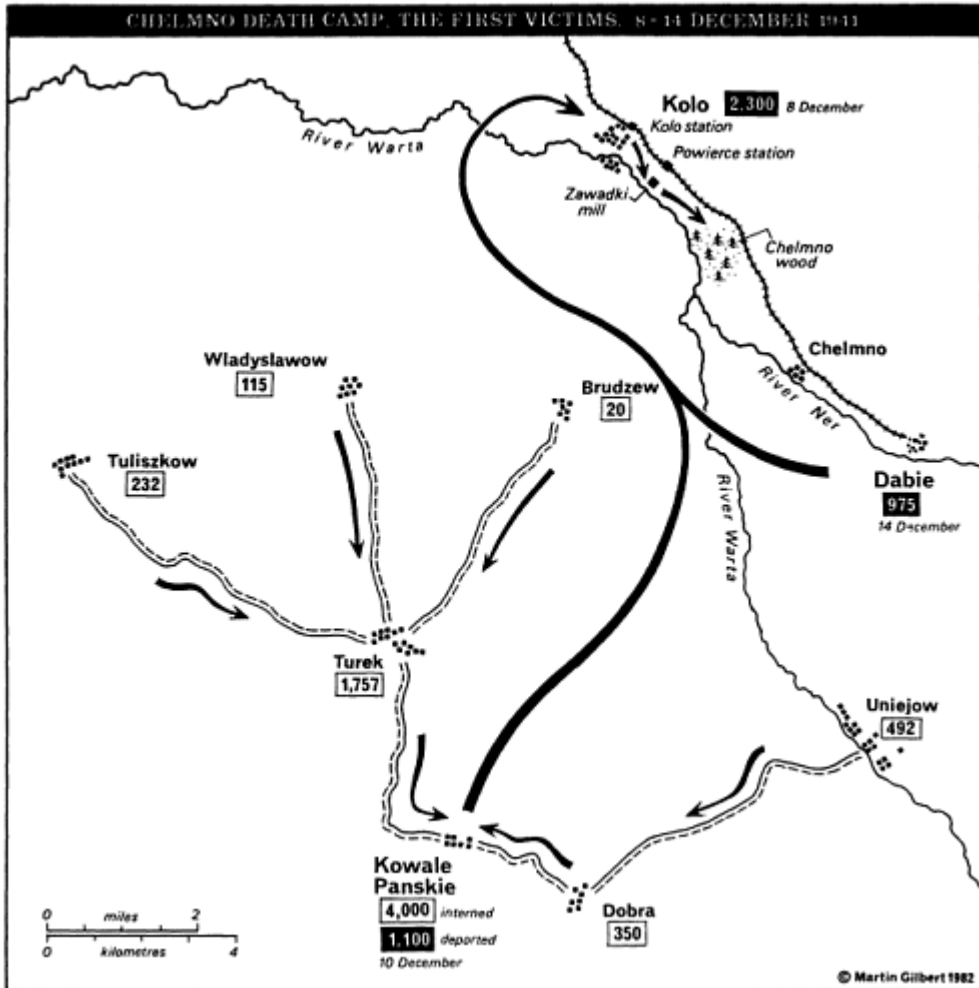 CHELMNO DEATH CAMP. THE FIRST VICTIMS. 8-14 DECEMBER 1941
Kolo 2,300 8 December
Kolo station
Powierce station
River Warta
Zawadki
mill
Chelmno
wood
Chelmno
Wladyslawow
115
Brudzew
20
River Ner
Tuliszkow
232
Dabie
975
14 December
River Warta
Turek
1,757
Uniejow
492
Kowale
Panskie
4,000 interned
1,100 deported
10 December
Dobra
350
0 miles 2
0 kilometres 4
© Martin Gilbert 1982